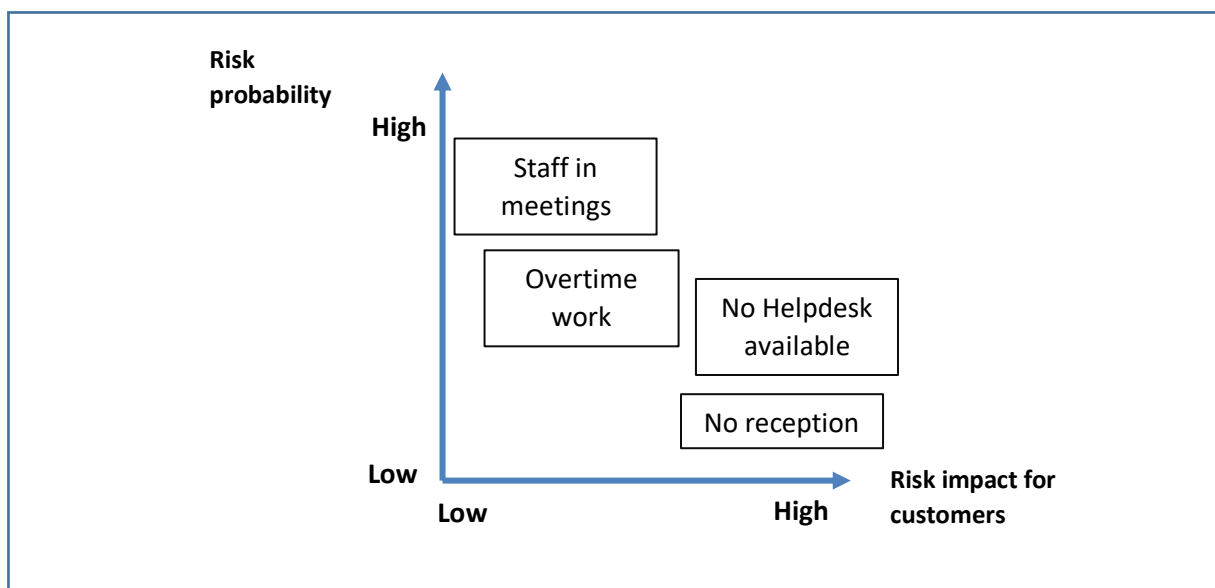 Risk
probability
High
Staff in
meetings
Overtime
work
No Helpdesk
available
No reception
Low
Low
High
Risk impact for
customers